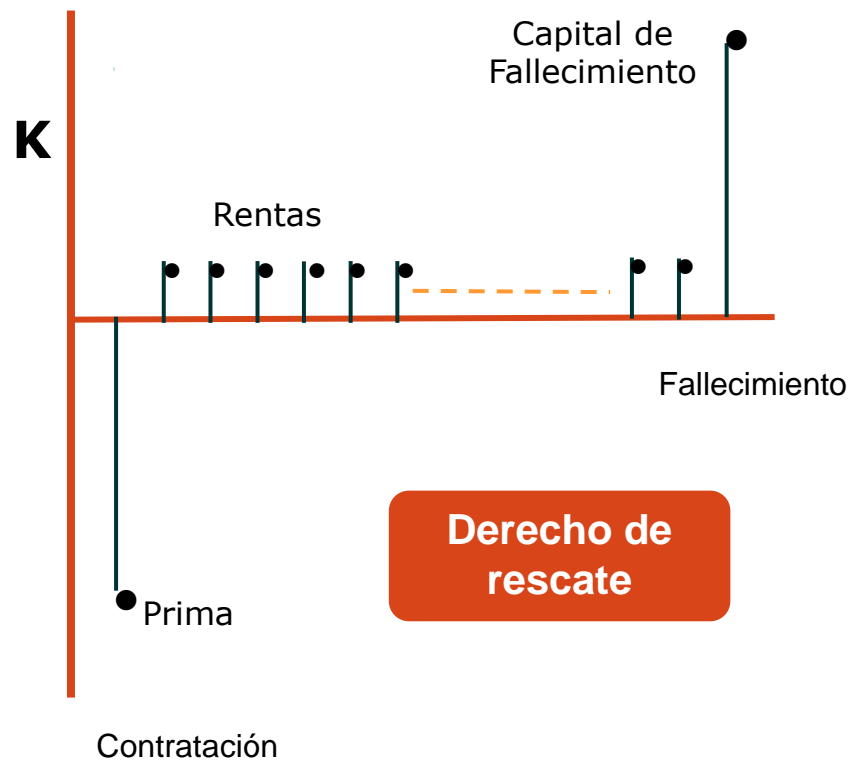 Capital de
Fallecimiento
K
Rentas
Fallecimiento
Derecho de
rescate
Prima
Contratación